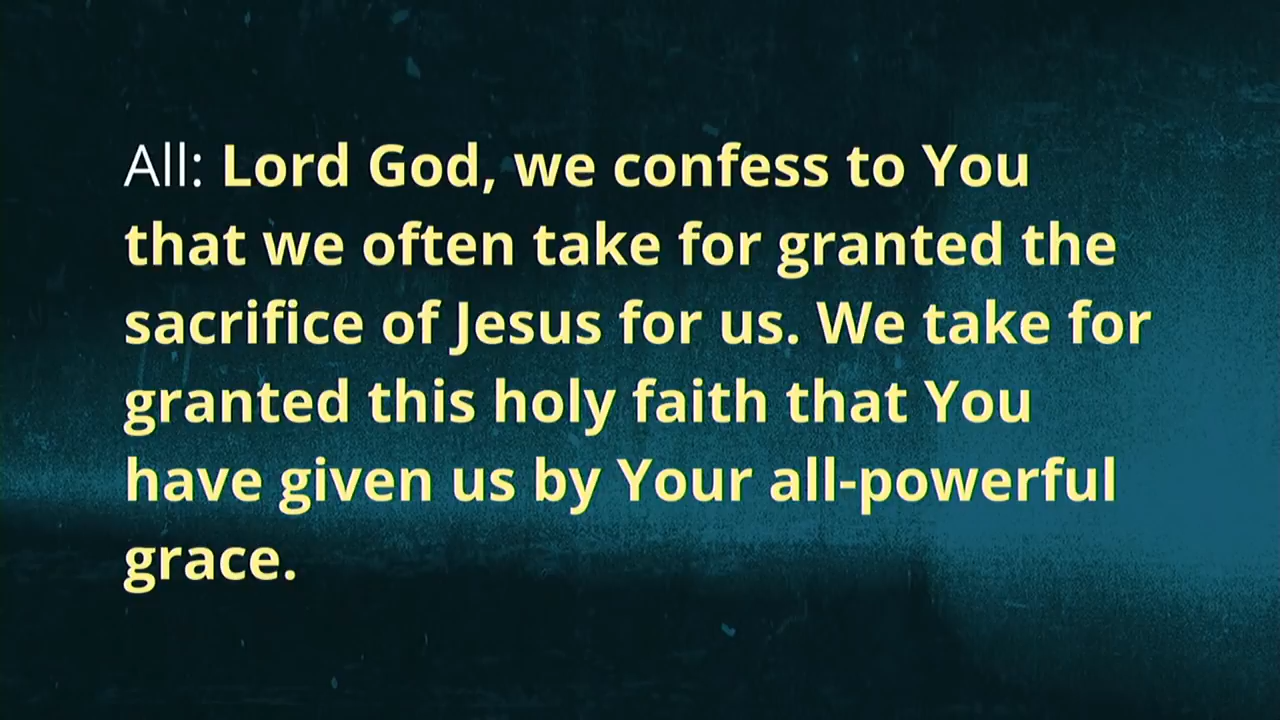 All: Lord God, we confess to You
that we often take for granted the
sacrifice of Jesus for us. We take for
granted this holy faith that You
have given us by Your all-powerful
grace.